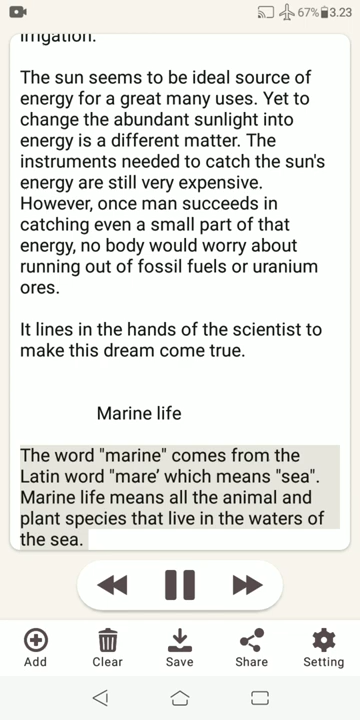 67% 3.23
irrigation.
The sun seems to be ideal source of
energy for a great many uses. Yet to
change the abundant sunlight into
energy is a different matter. The
instruments needed to catch the sun's
energy are still very expensive.
However, once man succeeds in
catching even a small part of that
energy, no body would worry about
running out of fossil fuels or uranium
ores.
It lines in the hands of the scientist to
make this dream come true.
Marine life
The word "marine" comes from the
Latin word "mare’ which means "sea".
Marine life means all the animal and
plant species that live in the waters of
the sea.
Add Clear Save Share Setting